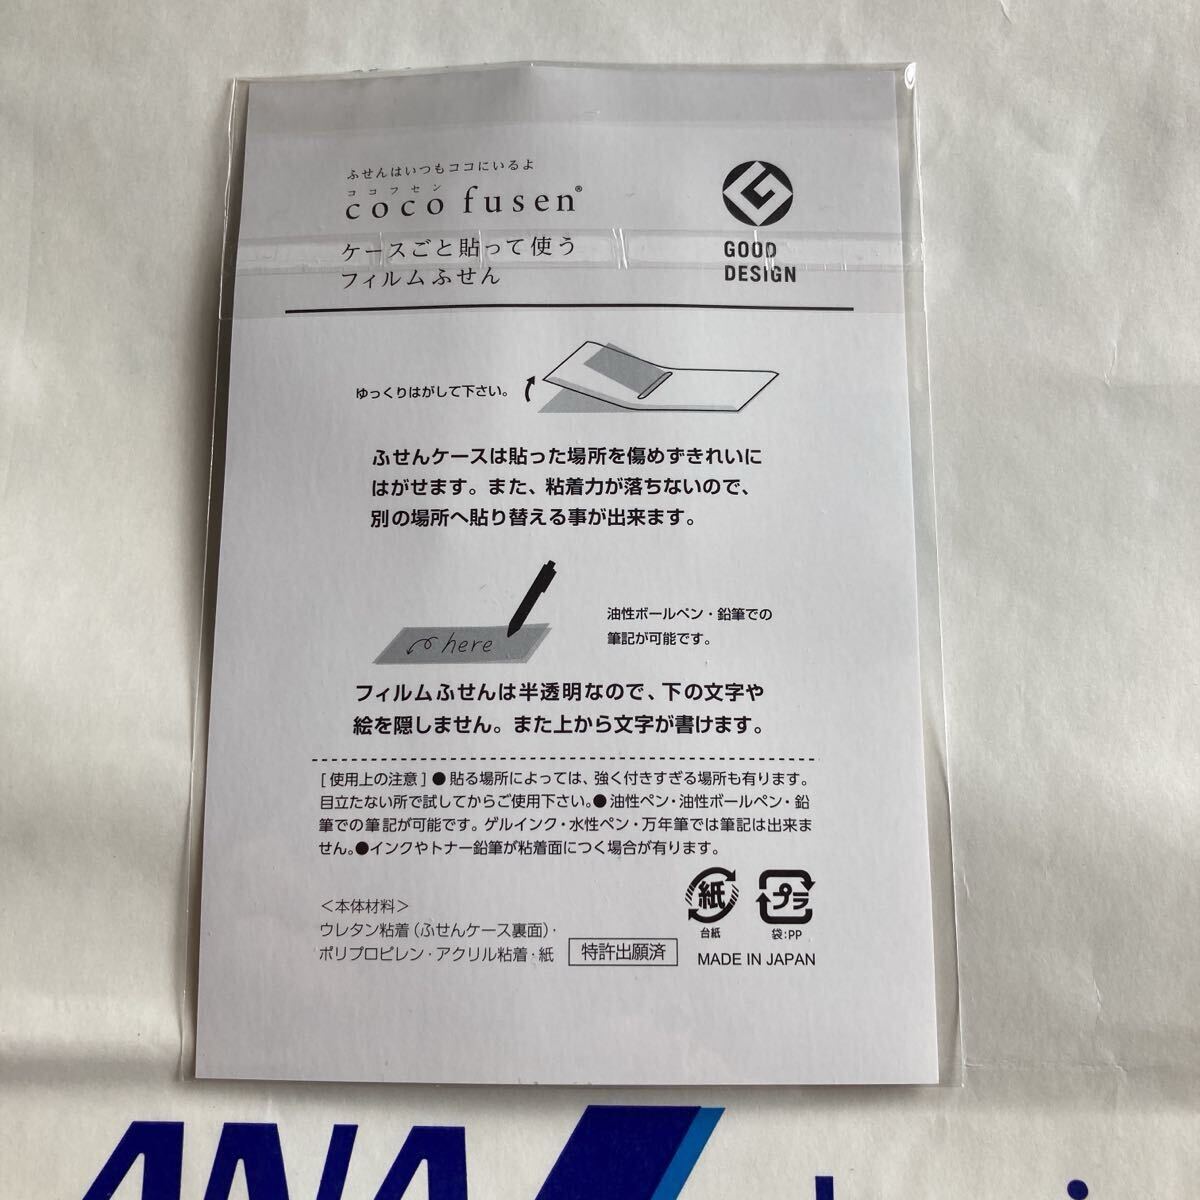 ふせんはいつもココにいるよ
ココフセン
coco fusen®
ケースごと貼って使う
フィルムふせん
GOOD
DESIGN
ゆっくりはがして下さい。
ふせんケースは貼った場所を傷めずきれいに
はがせます。また、粘着力が落ちないので、
別の場所へ貼り替える事が出来ます。
here
油性ボールペン・鉛筆での
筆記が可能です。
フィルムふせんは半透明なので、下の文字や
絵を隠しません。また上から文字が書けます。
[使用上の注意]●貼る場所によっては、強く付きすぎる場所も有ります。
目立たない所で試してからご使用下さい。●油性ペン・油性ボールペン・鉛
筆での筆記が可能です。ゲルインク・水性ペン・万年筆では筆記は出来ま
せん。●インクやトナー鉛筆が粘着面につく場合が有ります。
紙
台紙
プラ
袋:PP
＜本体材料＞
ウレタン粘着(ふせんケース裏面)・
ポリプロピレン・アクリル粘着・紙
特許出願済
MADE IN JAPAN
ANA